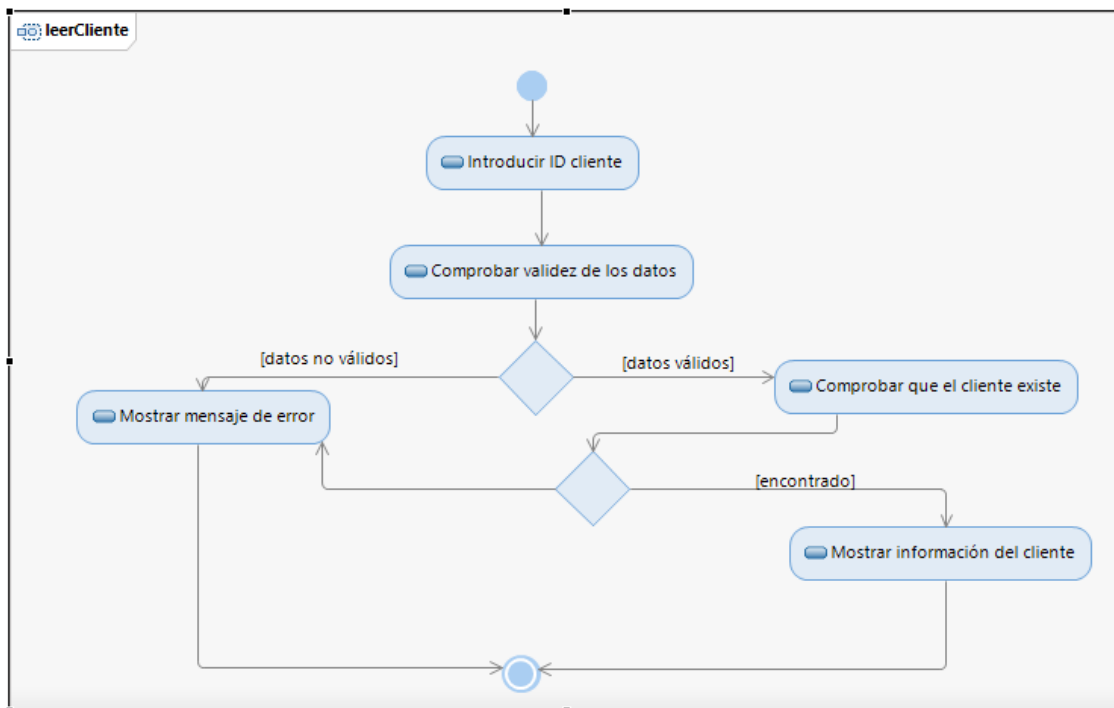 leerCliente
Introducir ID cliente
Comprobar validez de los datos
[datos no válidos]
[datos válidos]
Comprobar que el cliente existe
Mostrar mensaje de error
[encontrado]
Mostrar información del cliente